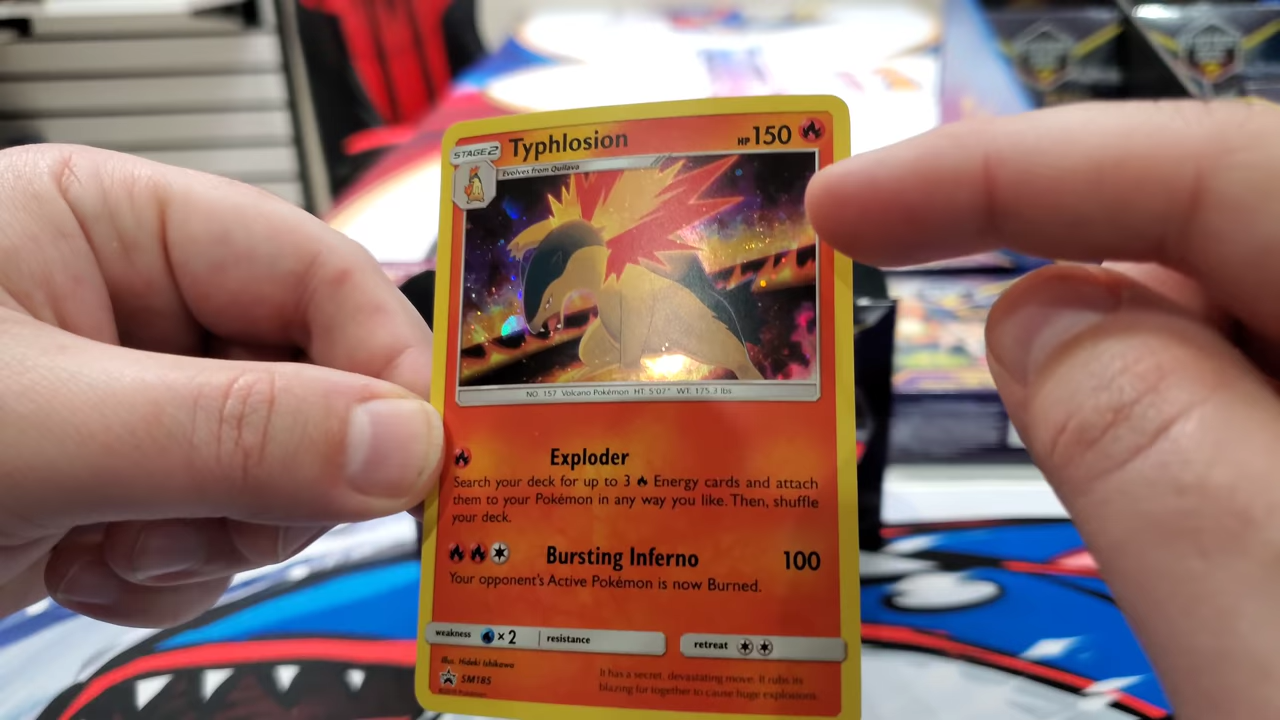 STAGE2 Typhlosion HP 150
Evolves from Quilava
NO. 157 Volcano Pokémon HT: 5'07" WT: 175.3 lbs
Exploder
Search your deck for up to 3 Energy cards and attach
them to your Pokémon in any way you like. Then, shuffle
your deck.
Bursting Inferno 100
Your opponent's Active Pokémon is now Burned.
weakness ×2 resistance retreat
Illus. Hideki Ishikawa
SM185
It has a secret, devastating move. It rubs its
blazing fur together to cause huge explosions.